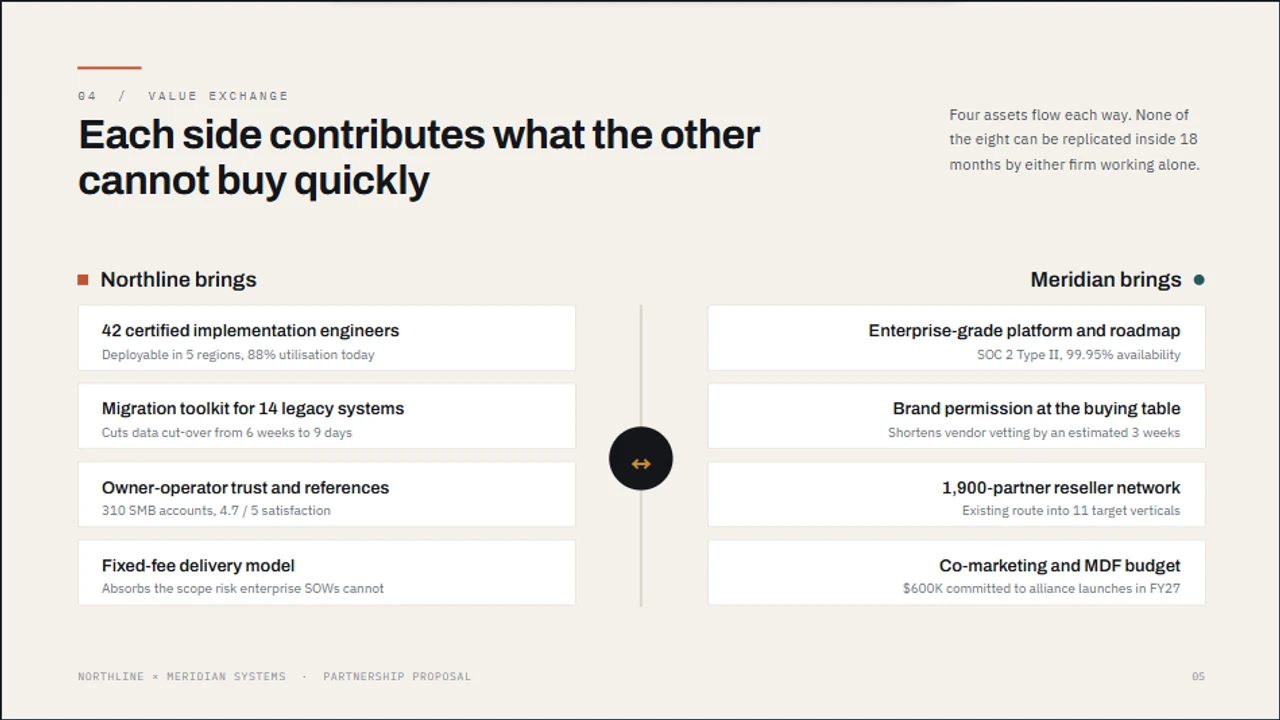 04 / VALUE EXCHANGE
Each side contributes what the other
cannot buy quickly
Four assets flow each way. None of
the eight can be replicated inside 18
months by either firm working alone.
Northline brings
42 certified implementation engineers
Deployable in 5 regions, 88% utilisation today
Migration toolkit for 14 legacy systems
Cuts data cut-over from 6 weeks to 9 days
Owner-operator trust and references
310 SMB accounts, 4.7 / 5 satisfaction
Fixed-fee delivery model
Absorbs the scope risk enterprise SOWs cannot
↔
Meridian brings
Enterprise-grade platform and roadmap
SOC 2 Type II, 99.95% availability
Brand permission at the buying table
Shortens vendor vetting by an estimated 3 weeks
1,900-partner reseller network
Existing route into 11 target verticals
Co-marketing and MDF budget
$600K committed to alliance launches in FY27
NORTHLINE × MERIDIAN SYSTEMS · PARTNERSHIP PROPOSAL
05